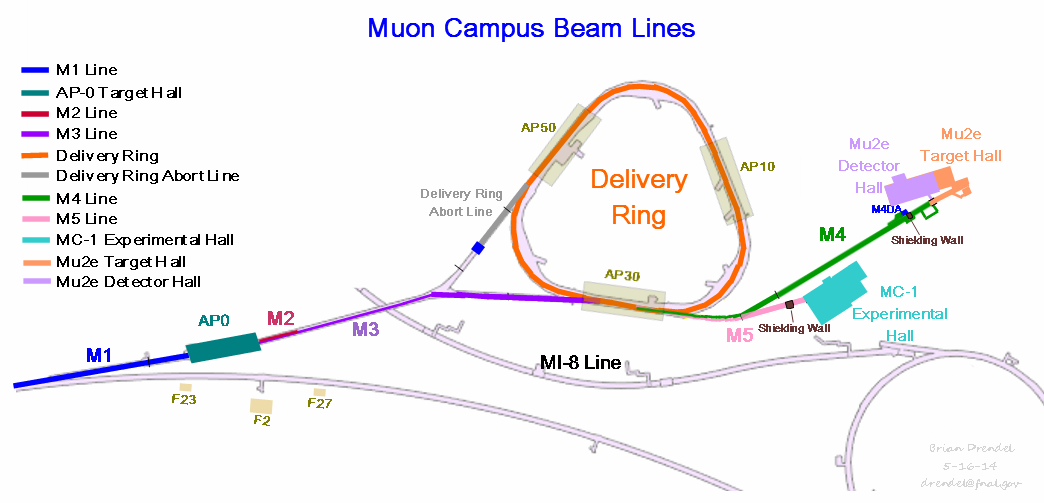 Muon Campus Beam Lines
M1 Line
AP-0 Target Hall
M2 Line
M3 Line
Delivery Ring
Delivery Ring Abort Line
M4 Line
M5 Line
MC-1 Experimental Hall
Mu2e Target Hall
Mu2e Detector Hall
AP50
AP10
Delivery
Ring
Delivery Ring
Abort Line
AP30
Mu2e
Detector
Hall
Mu2e
Target Hall
M4DA
Shielding Wall
M4
MC-1
Experimental
Hall
Shielding Wall
M5
AP0
M2
M3
M1
MI-8 Line
F23
F2
F27
Brian Drendel
5-16-14
drendel@fnal.gov